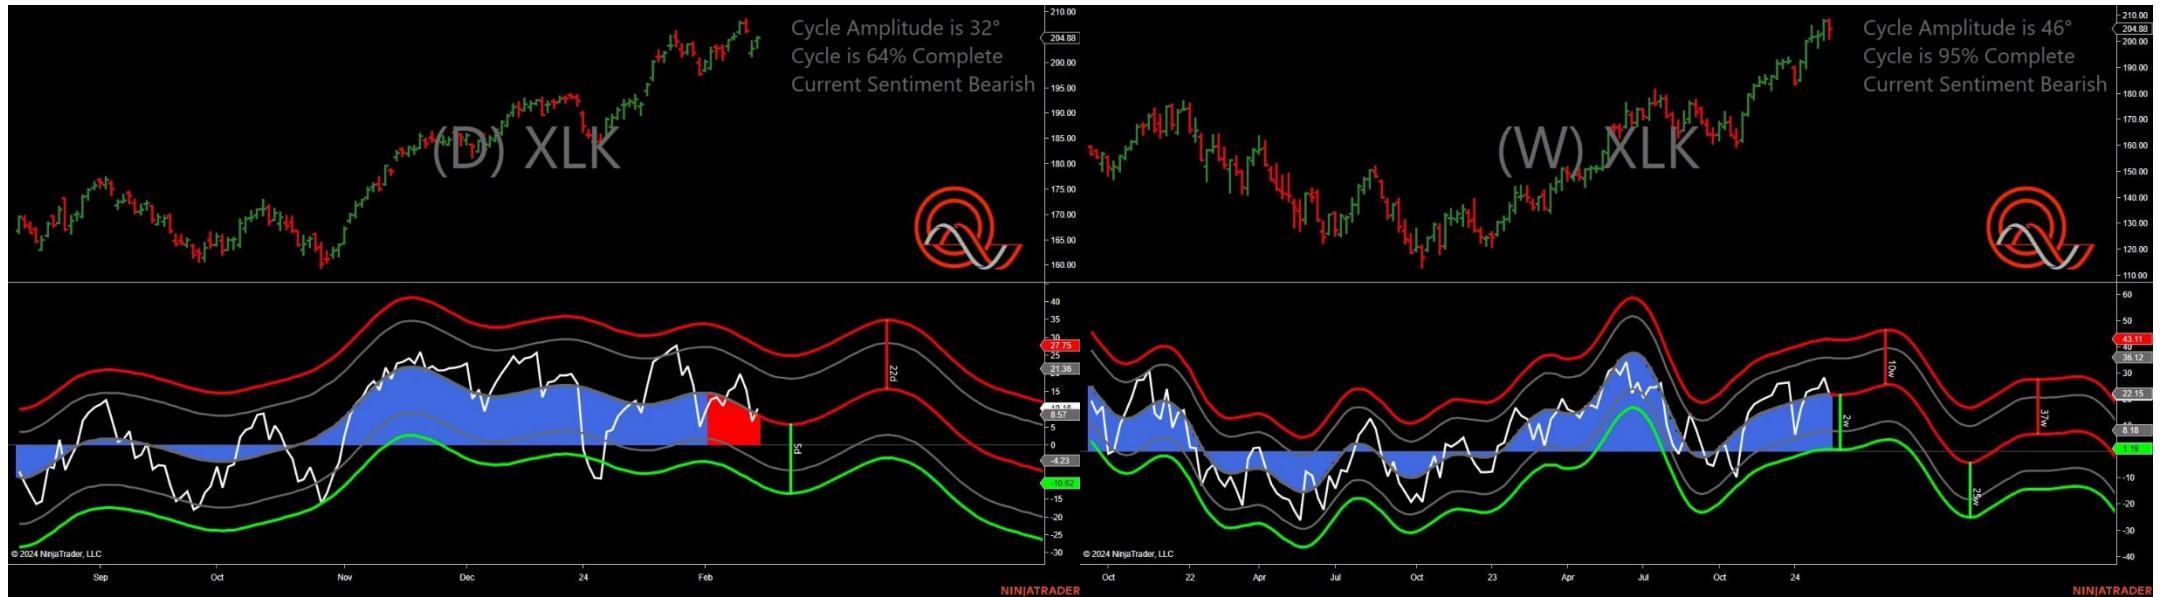 Cycle Amplitude is 32°
Cycle is 64% Complete
Current Sentiment Bearish
(D) XLK
210.00
204.88
200.00
195.00
190.00
185.00
180.00
175.00
170.00
165.00
160.00
40
35
30
27.75
25
21.36
15
8.57
5
0
-4.23
-10.62
-15
-20
-25
-30
22d
5d
© 2024 NinjaTrader, LLC
Sep Oct Nov Dec 24 Feb
NINJATRADER
Cycle Amplitude is 46°
Cycle is 95% Complete
Current Sentiment Bearish
(W) XLK
210.00
204.88
200.00
190.00
180.00
170.00
160.00
150.00
140.00
130.00
120.00
110.00
60
50
43.11
40
36.12
30
22.15
8.18
1.19
-10
-20
-30
-40
10w
2w
37w
25w
© 2024 NinjaTrader, LLC
Oct 22 Apr Jul Oct 23 Apr Jul Oct 24
NINJATRADER